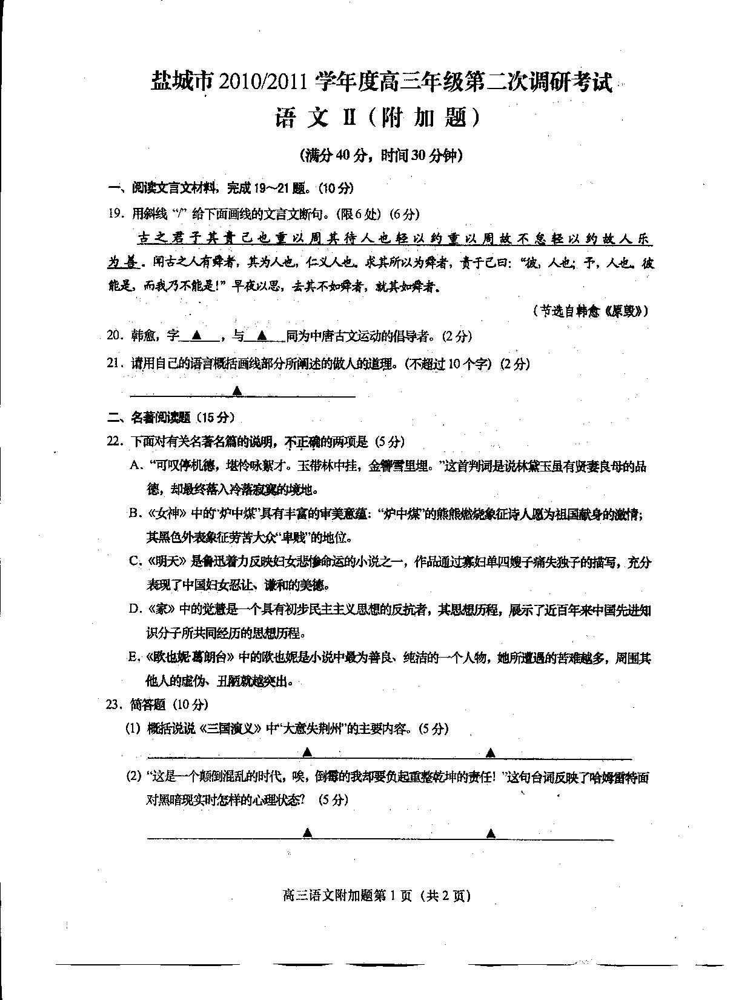 盐城市 2010/2011 学年度高三年级第二次调研考试
语 文 Ⅱ（附 加 题）
(满分 40 分，时间 30 分钟)
一、阅读文言文材料，完成 19～21 题。(10 分)
19．用斜线“/”给下面画线的文言文断句。(限 6 处)（6 分）
古之君子其责己也重以周其待人也轻以约重以周故不怠轻以约故人乐
为善。闻古之人有舜者，其为人也，仁义人也。求其所以为舜者，责于己曰：“彼，人也；予，人也。彼
能是，而我乃不能是！”早夜以思，去其不如舜者，就其如舜者。
（节选自韩愈《原毁》）
20．韩愈，字 ▲ ，与 ▲ 同为中唐古文运动的倡导者。(2 分)
21．请用自己的语言概括画线部分所阐述的做人的道理。(不超过 10 个字)（2 分）
▲
二、名著阅读题（15 分）
22．下面对有关名著名篇的说明，不正确的两项是（5 分）
A．“可叹停机德，堪怜咏絮才。玉带林中挂，金簪雪里埋。”这首判词是说林黛玉虽有贤妻良母的品
德，却最终落入冷落寂寞的境地。
B．《女神》中的“炉中煤”具有丰富的审美意蕴：“炉中煤”的熊熊燃烧象征诗人愿为祖国献身的激情；
其黑色外表象征劳苦大众“卑贱”的地位。
C．《明天》是鲁迅着力反映妇女悲惨命运的小说之一，作品通过寡妇单四嫂子痛失独子的描写，充分
表现了中国妇女忍让、谦和的美德。
D．《家》中的觉慧是一个具有初步民主主义思想的反抗者，其思想历程，展示了近百年来中国先进知
识分子所共同经历的思想历程。
E．《欧也妮·葛朗台》中的欧也妮是小说中最为善良、纯洁的一个人物，她所遭遇的苦难越多，周围其
他人的虚伪、丑陋就越突出。
23．简答题（10 分）
(1) 概括说说《三国演义》中“大意失荆州”的主要内容。(5 分)
▲ ▲
(2) “这是一个颠倒混乱的时代，唉，倒霉的我却要负起重整乾坤的责任！”这句台词反映了哈姆雷特面
对黑暗现实时怎样的心理状态？（5 分）
▲ ▲
高三语文附加题第 1 页（共 2 页）